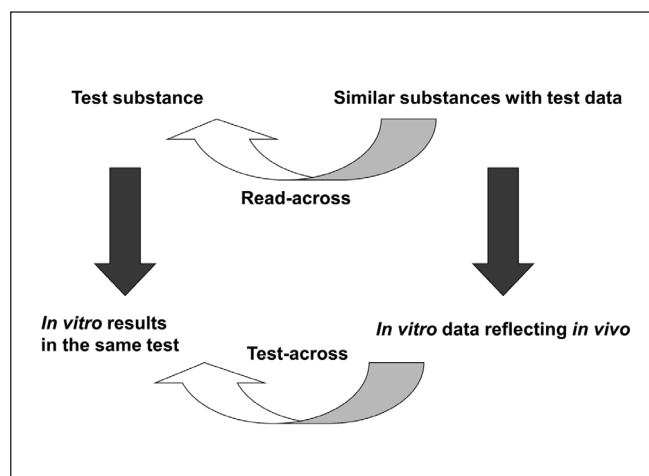 Test substance
Similar substances with test data
Read-across
In vitro results
in the same test
In vitro data reflecting in vivo
Test-across